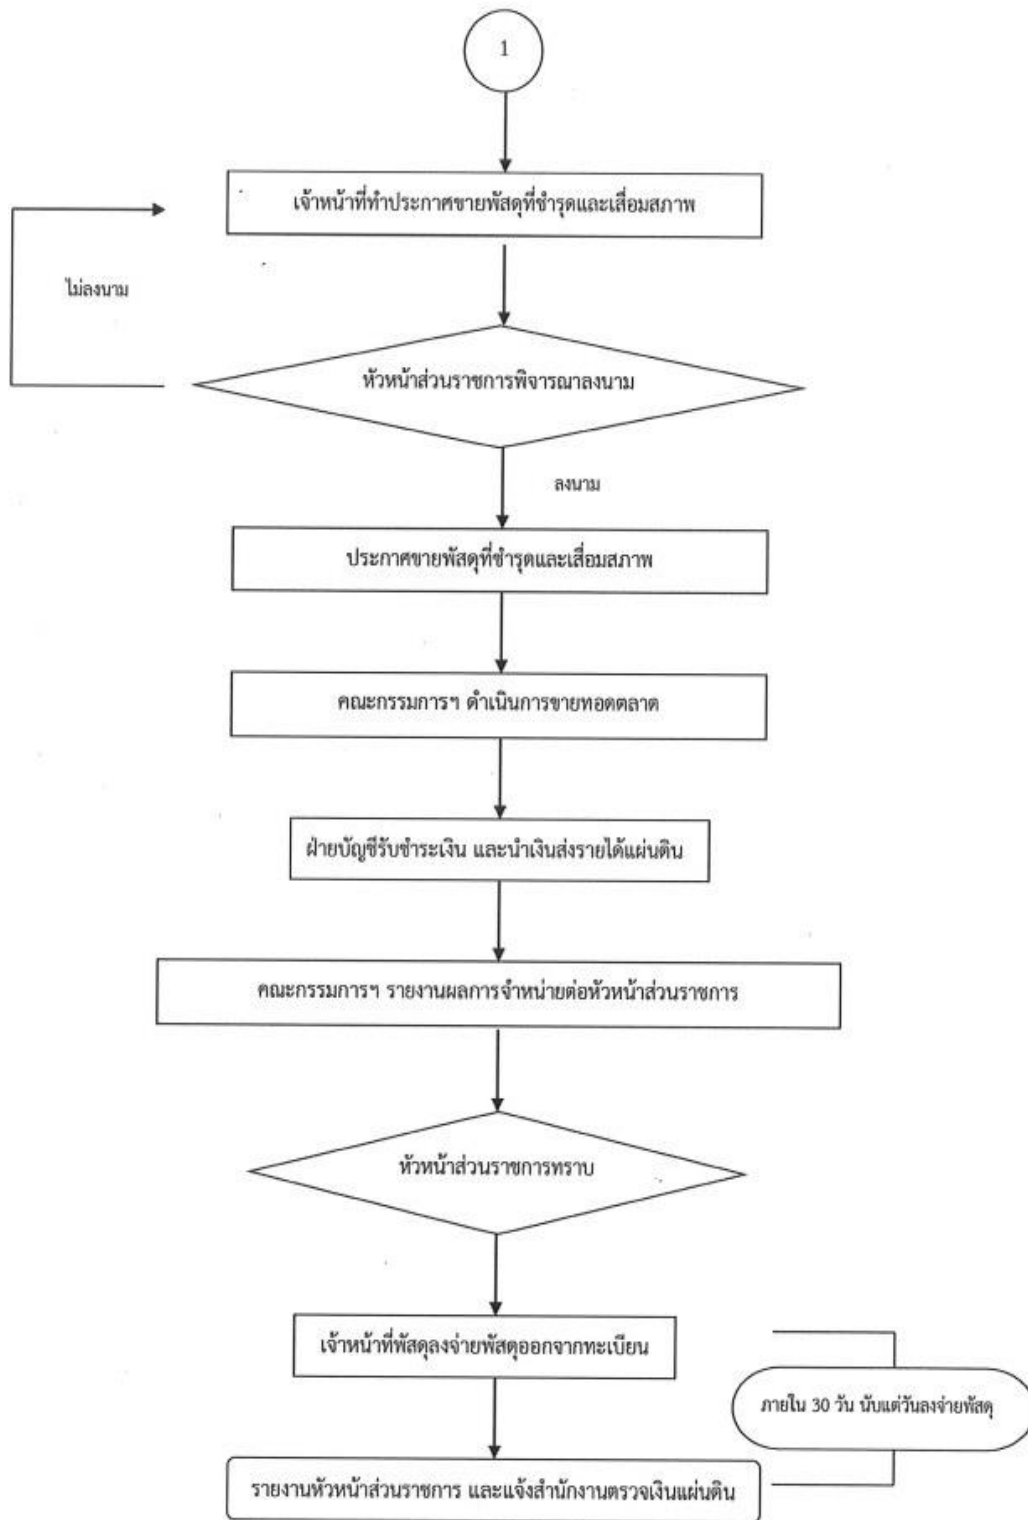 1
เจ้าหน้าที่ทำประกาศขายพัสดุที่ชำรุดและเสื่อมสภาพ
ไม่ลงนาม
หัวหน้าส่วนราชการพิจารณาลงนาม
ลงนาม
ประกาศขายพัสดุที่ชำรุดและเสื่อมสภาพ
คณะกรรมการฯ ดำเนินการขายทอดตลาด
ฝ่ายบัญชีรับชำระเงิน และนำเงินส่งรายได้แผ่นดิน
คณะกรรมการฯ รายงานผลการจำหน่ายต่อหัวหน้าส่วนราชการ
หัวหน้าส่วนราชการทราบ
เจ้าหน้าที่พัสดุลงจ่ายพัสดุออกจากทะเบียน
ภายใน 30 วัน นับแต่วันลงจ่ายพัสดุ
รายงานหัวหน้าส่วนราชการ และแจ้งสำนักงานตรวจเงินแผ่นดิน